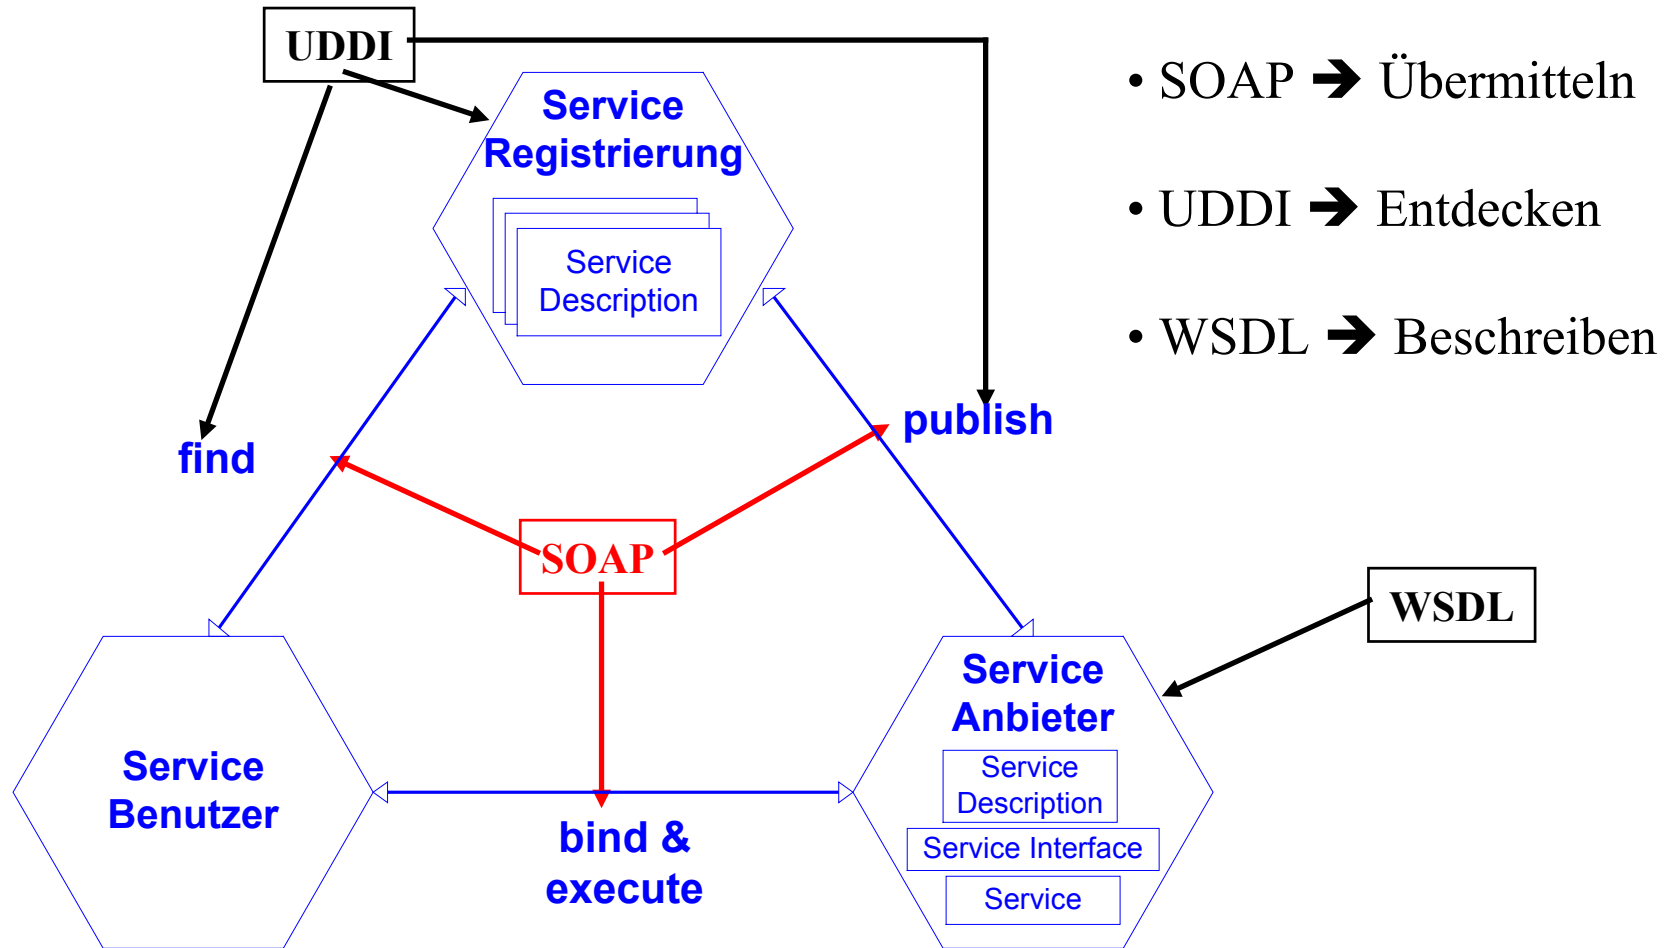 UDDI
Service
Registrierung
Service
Description
• SOAP ➔ Übermitteln
• UDDI ➔ Entdecken
• WSDL ➔ Beschreiben
find
publish
SOAP
WSDL
Service
Benutzer
bind &
execute
Service
Anbieter
Service
Description
Service Interface
Service